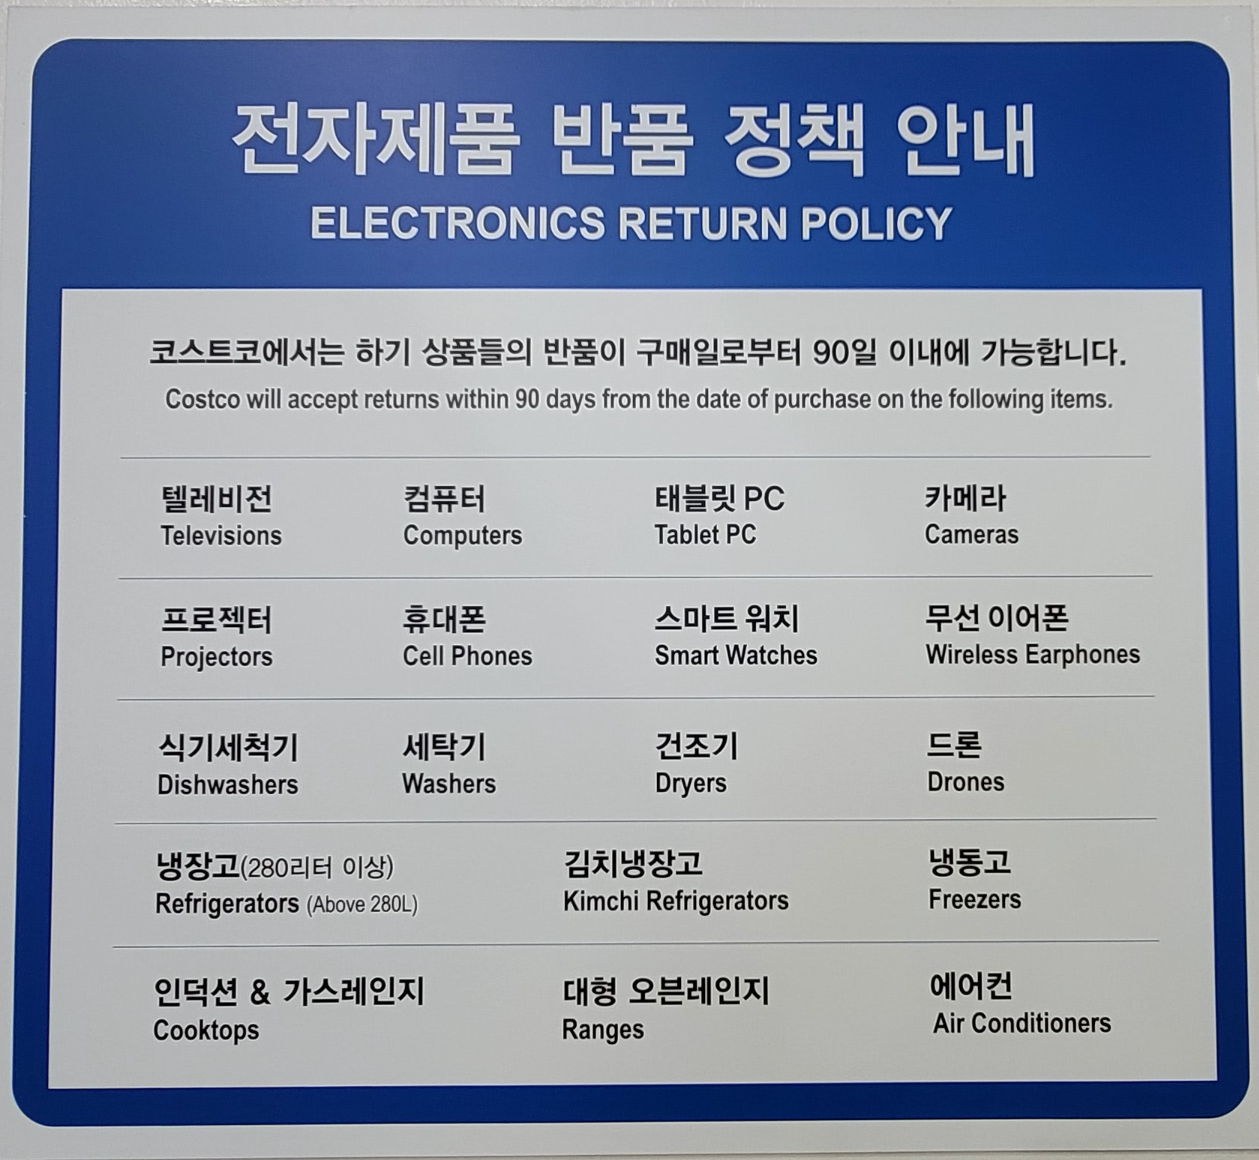 전자제품 반품 정책 안내
ELECTRONICS RETURN POLICY
코스트코에서는 하기 상품들의 반품이 구매일로부터 90일 이내에 가능합니다.
Costco will accept returns within 90 days from the date of purchase on the following items.
텔레비전 컴퓨터 태블릿 PC 카메라
Televisions Computers Tablet PC Cameras
프로젝터 휴대폰 스마트 워치 무선 이어폰
Projectors Cell Phones Smart Watches Wireless Earphones
식기세척기 세탁기 건조기 드론
Dishwashers Washers Dryers Drones
냉장고(280리터 이상) 김치냉장고 냉동고
Refrigerators (Above 280L) Kimchi Refrigerators Freezers
인덕션 & 가스레인지 대형 오븐레인지 에어컨
Cooktops Ranges Air Conditioners